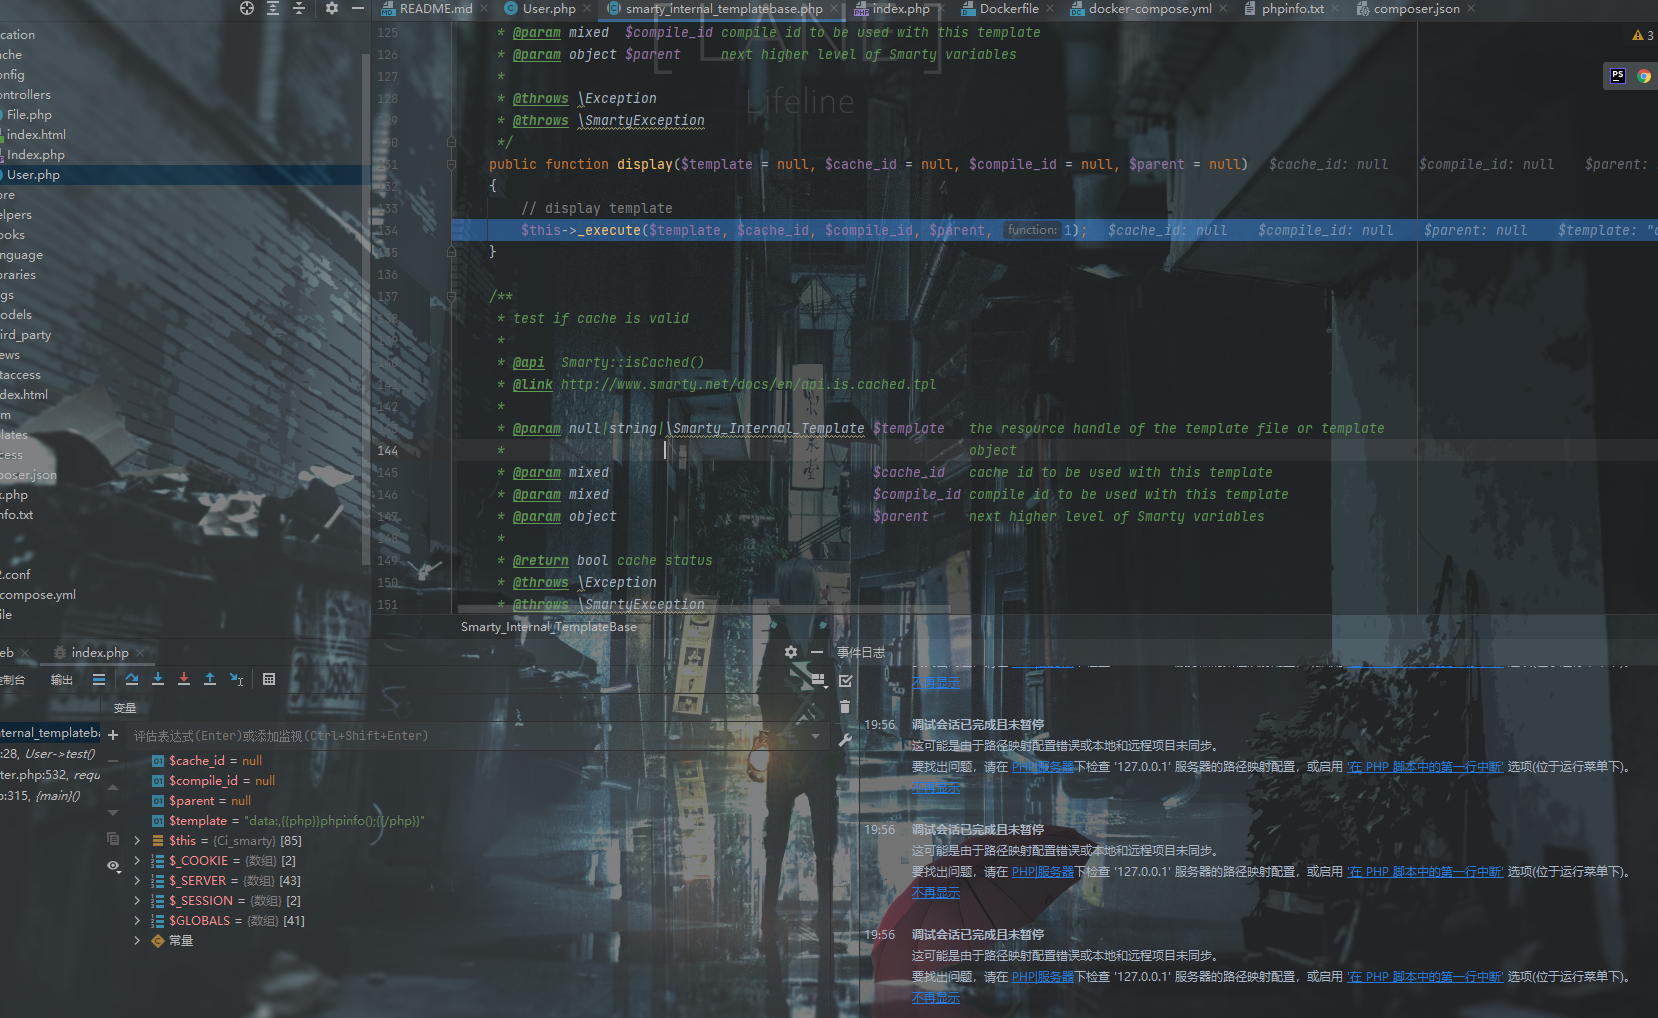 README.md
User.php
smarty_internal_templatebase.php
index.php
Dockerfile
docker-compose.yml
phpinfo.txt
composer.json
cation
ache
onfig
ontrollers
File.php
index.html
Index.php
User.php
ore
elpers
ooks
anguage
braries
gs
odels
ird_party
ews
taccess
dex.html
m
lates
cess
poser.json
x.php
nfo.txt
2.conf
compose.yml
ile
3
LAND
Lifeline
125 * @param mixed $compile_id compile id to be used with this template
126 * @param object $parent next higher level of Smarty variables
127 *
128 * @throws \Exception
129 * @throws \SmartyException
130 */
131 public function display($template = null, $cache_id = null, $compile_id = null, $parent = null) $cache_id: null $compile_id: null $parent:
132 {
133 // display template
134 $this->_execute($template, $cache_id, $compile_id, $parent, function: 1); $cache_id: null $compile_id: null $parent: null $template: "d
135 }
136
137 /**
138 * test if cache is valid
139 *
140 * @api Smarty::isCached()
141 * @link http://www.smarty.net/docs/en/api.is.cached.tpl
142 *
143 * @param null|string|\Smarty_Internal_Template $template the resource handle of the template file or template
144 * object
145 * @param mixed $cache_id cache id to be used with this template
146 * @param mixed $compile_id compile id to be used with this template
147 * @param object $parent next higher level of Smarty variables
148 *
149 * @return bool cache status
150 * @throws \Exception
151 * @throws \SmartyException
Smarty_Internal_TemplateBase
eb
index.php
控制台
输出
变量
nternal_templateba
:28, User->test()
ter.php:532, requ
p:315, {main}()
评估表达式(Enter)或添加监视(Ctrl+Shift+Enter)
$cache_id = null
$compile_id = null
$parent = null
$template = "data:,{{php}}phpinfo();{{/php}}"
$this = {Ci_smarty} [85]
$_COOKIE = {数组} [2]
$_SERVER = {数组} [43]
$_SESSION = {数组} [2]
$GLOBALS = {数组} [41]
常量
事件日志
不再显示
19:56 调试会话已完成且未暂停
这可能是由于路径映射配置错误或本地和远程项目未同步。
要找出问题，请在 PHP|服务器下检查 '127.0.0.1' 服务器的路径映射配置，或启用 '在 PHP 脚本中的第一行中断' 选项(位于运行菜单下)。
不再显示
19:56 调试会话已完成且未暂停
这可能是由于路径映射配置错误或本地和远程项目未同步。
要找出问题，请在 PHP|服务器下检查 '127.0.0.1' 服务器的路径映射配置，或启用 '在 PHP 脚本中的第一行中断' 选项(位于运行菜单下)。
不再显示
19:56 调试会话已完成且未暂停
这可能是由于路径映射配置错误或本地和远程项目未同步。
要找出问题，请在 PHP|服务器下检查 '127.0.0.1' 服务器的路径映射配置，或启用 '在 PHP 脚本中的第一行中断' 选项(位于运行菜单下)。
不再显示